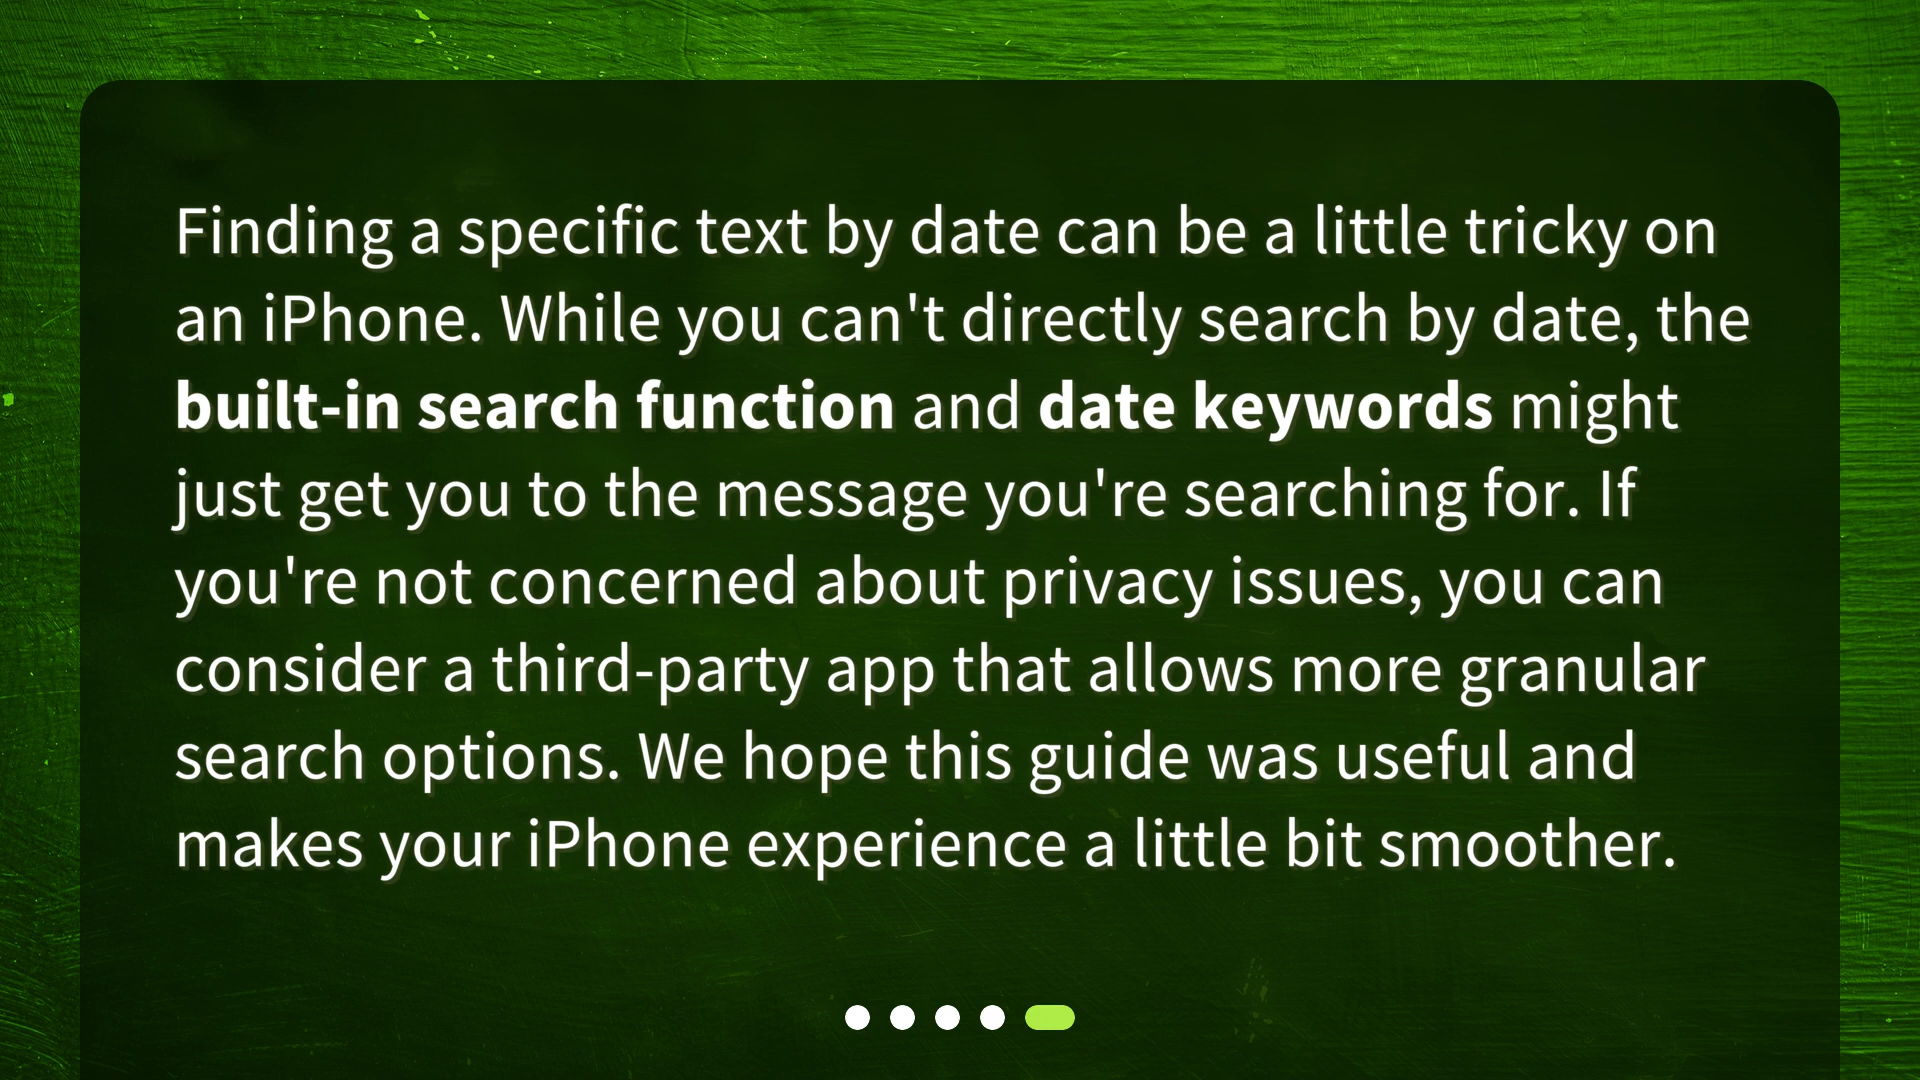 Finding a specific text by date can be a little tricky on
an iPhone. While you can't directly search by date, the
built-in search function and date keywords might
just get you to the message you're searching for. If
you're not concerned about privacy issues, you can
consider a third-party app that allows more granular
search options. We hope this guide was useful and
makes your iPhone experience a little bit smoother.